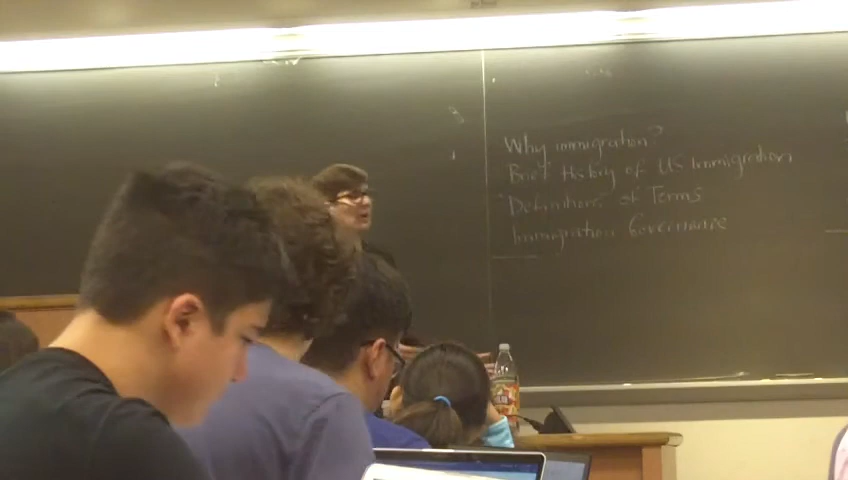 Why immigration?
Brief History of US Immigration
Definitions of Terms
Immigration Governance